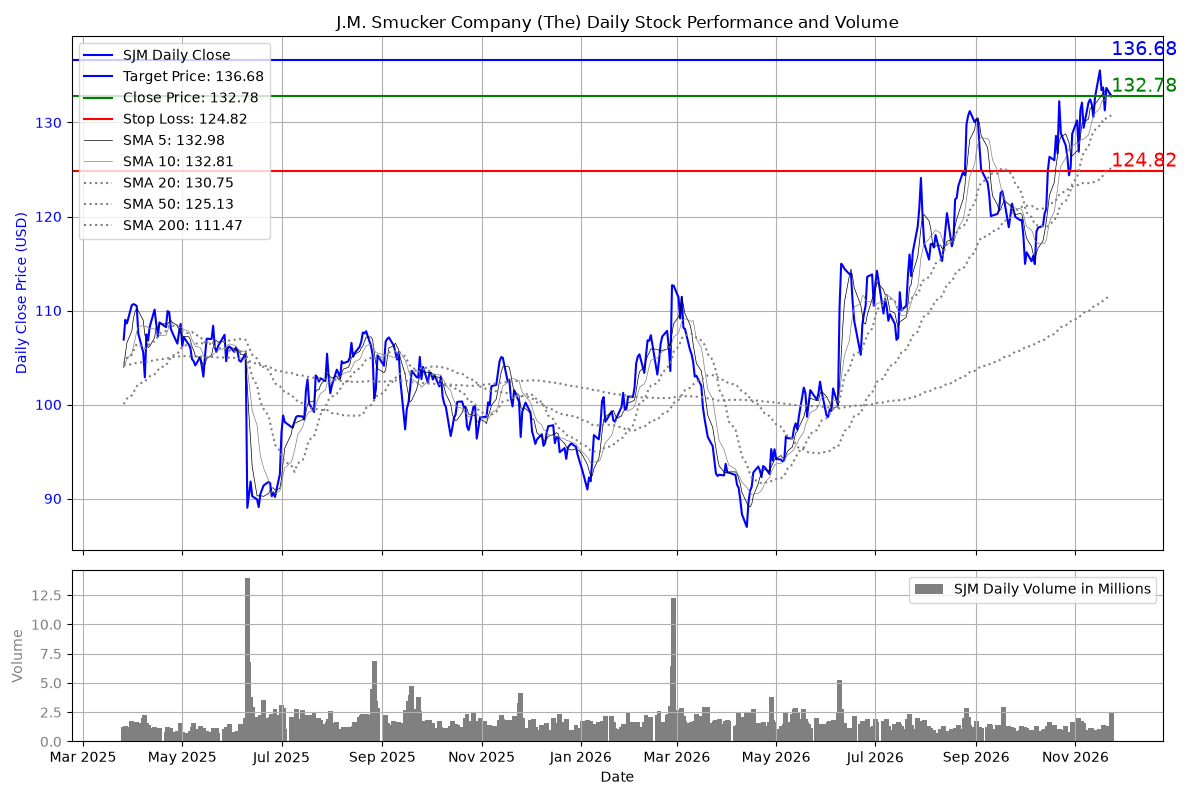 J.M. Smucker Company (The) Daily Stock Performance and Volume
SJM Daily Close
Target Price: 136.68
Close Price: 132.78
Stop Loss: 124.82
SMA 5: 132.98
SMA 10: 132.81
SMA 20: 130.75
SMA 50: 125.13
SMA 200: 111.47
136.68
132.78
124.82
Daily Close Price (USD)
130
120
110
100
90
SJM Daily Volume in Millions
Volume
12.5
10.0
7.5
5.0
2.5
0.0
Mar 2025 May 2025 Jul 2025 Sep 2025 Nov 2025 Jan 2026 Mar 2026 May 2026 Jul 2026 Sep 2026 Nov 2026
Date